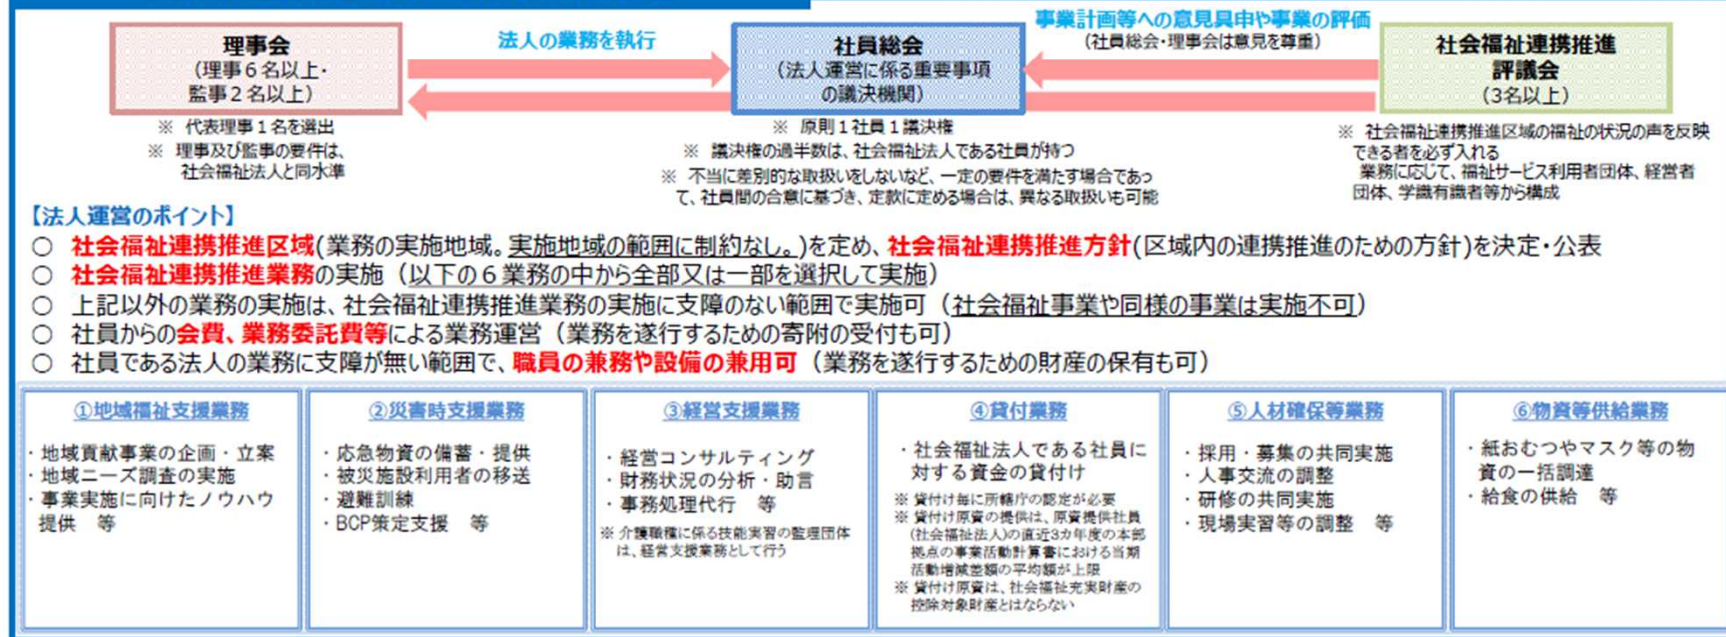 理事会
（理事６名以上・
監事２名以上）
※ 代表理事１名を選出
※ 理事及び監事の要件は、
社会福祉法人と同水準
法人の業務を執行
社員総会
（法人運営に係る重要事項
の議決機関）
※ 原則１社員１議決権
※ 議決権の過半数は、社会福祉法人である社員が持つ
※ 不当に差別的な取扱いをしないなど、一定の要件を満たす場合であっ
て、社員間の合意に基づき、定款に定める場合は、異なる取扱いも可能
事業計画等への意見具申や事業の評価
（社員総会・理事会は意見を尊重）
社会福祉連携推進
評議会
（3名以上）
※ 社会福祉連携推進区域の福祉の状況の声を反映
できる者を必ず入れる
業務に応じて、福祉サービス利用者団体、経営者
団体、学識有識者等から構成
【法人運営のポイント】
○ 社会福祉連携推進区域(業務の実施地域。実施地域の範囲に制約なし。)を定め、社会福祉連携推進方針(区域内の連携推進のための方針)を決定・公表
○ 社会福祉連携推進業務の実施（以下の６業務の中から全部又は一部を選択して実施）
○ 上記以外の業務の実施は、社会福祉連携推進業務の実施に支障のない範囲で実施可（社会福祉事業や同様の事業は実施不可）
○ 社員からの会費、業務委託費等による業務運営（業務を遂行するための寄附の受付も可）
○ 社員である法人の業務に支障が無い範囲で、職員の兼務や設備の兼用可（業務を遂行するための財産の保有も可）
①地域福祉支援業務
・地域貢献事業の企画・立案
・地域ニーズ調査の実施
・事業実施に向けたノウハウ
提供 等
②災害時支援業務
・応急物資の備蓄・提供
・被災施設利用者の移送
・避難訓練
・BCP策定支援 等
③経営支援業務
・経営コンサルティング
・財務状況の分析・助言
・事務処理代行 等
※ 介護職種に係る技能実習の監理団体
は、経営支援業務として行う
④貸付業務
・社会福祉法人である社員に
対する資金の貸付け
※ 貸付け毎に所轄庁の認定が必要
※ 貸付け原資の提供は、原資提供社員
(社会福祉法人)の直近3カ年度の本部
拠点の事業活動計算書における当期
活動増減差額の平均額が上限
※ 貸付け原資は、社会福祉充実財産の
控除対象財産とはならない
⑤人材確保等業務
・採用・募集の共同実施
・人事交流の調整
・研修の共同実施
・現場実習等の調整 等
⑥物資等供給業務
・紙おむつやマスク等の物
資の一括調達
・給食の供給 等